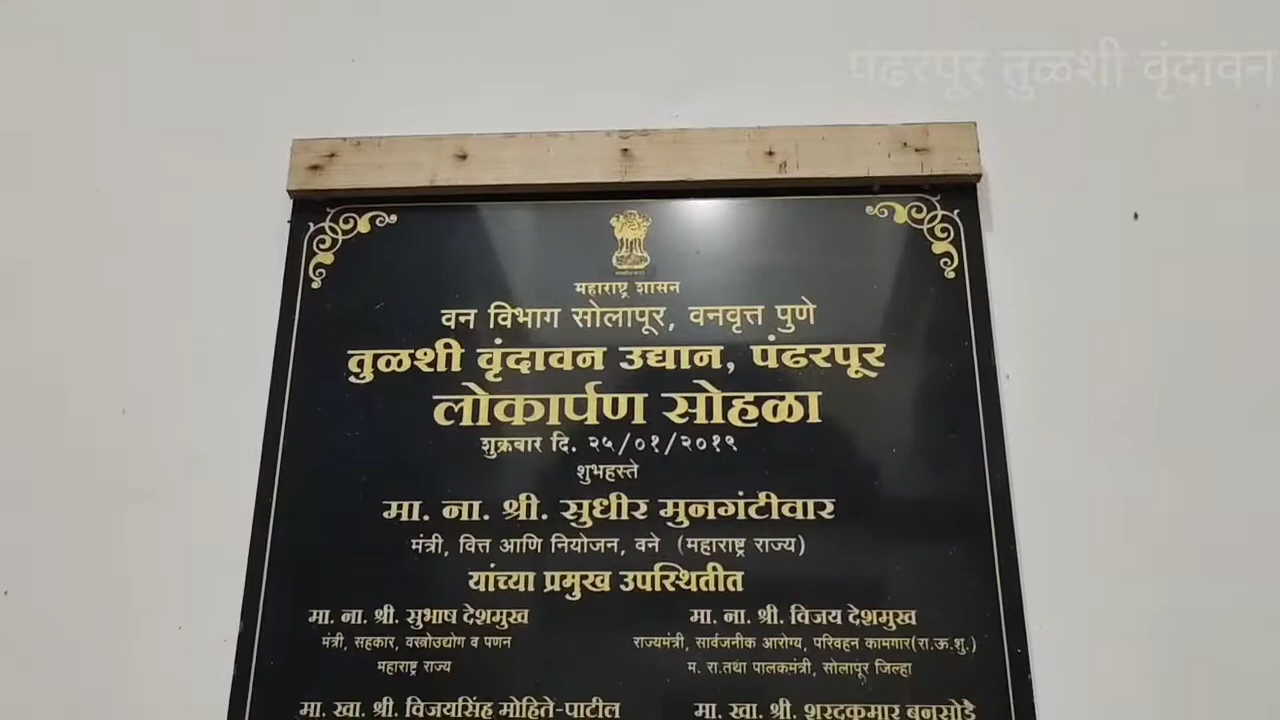 पंढरपूर तुळशी वृंदावन
महाराष्ट्र शासन
वन विभाग सोलापूर, वनवृत्त पुणे
तुळशी वृंदावन उद्यान, पंढरपूर
लोकार्पण सोहळा
शुक्रवार दि. २५/०१/२०१९
शुभहस्ते
मा. ना. श्री. सुधीर मुनगंटीवार
मंत्री, वित्त आणि नियोजन, वने (महाराष्ट्र राज्य)
यांच्या प्रमुख उपस्थितीत
मा. ना. श्री. सुभाष देशमुख
मंत्री, सहकार, वस्त्रोउद्योग व पणन
महाराष्ट्र राज्य
मा. ना. श्री. विजय देशमुख
राज्यमंत्री, सार्वजनीक आरोग्य, परिवहन कामगार(रा.ऊ.शु.)
म. रा.तथा पालकमंत्री, सोलापूर जिल्हा
मा. खा. श्री. विजयसिंह मोहिते-पाटील
मा. खा. श्री. शरदकुमार बनसोडे